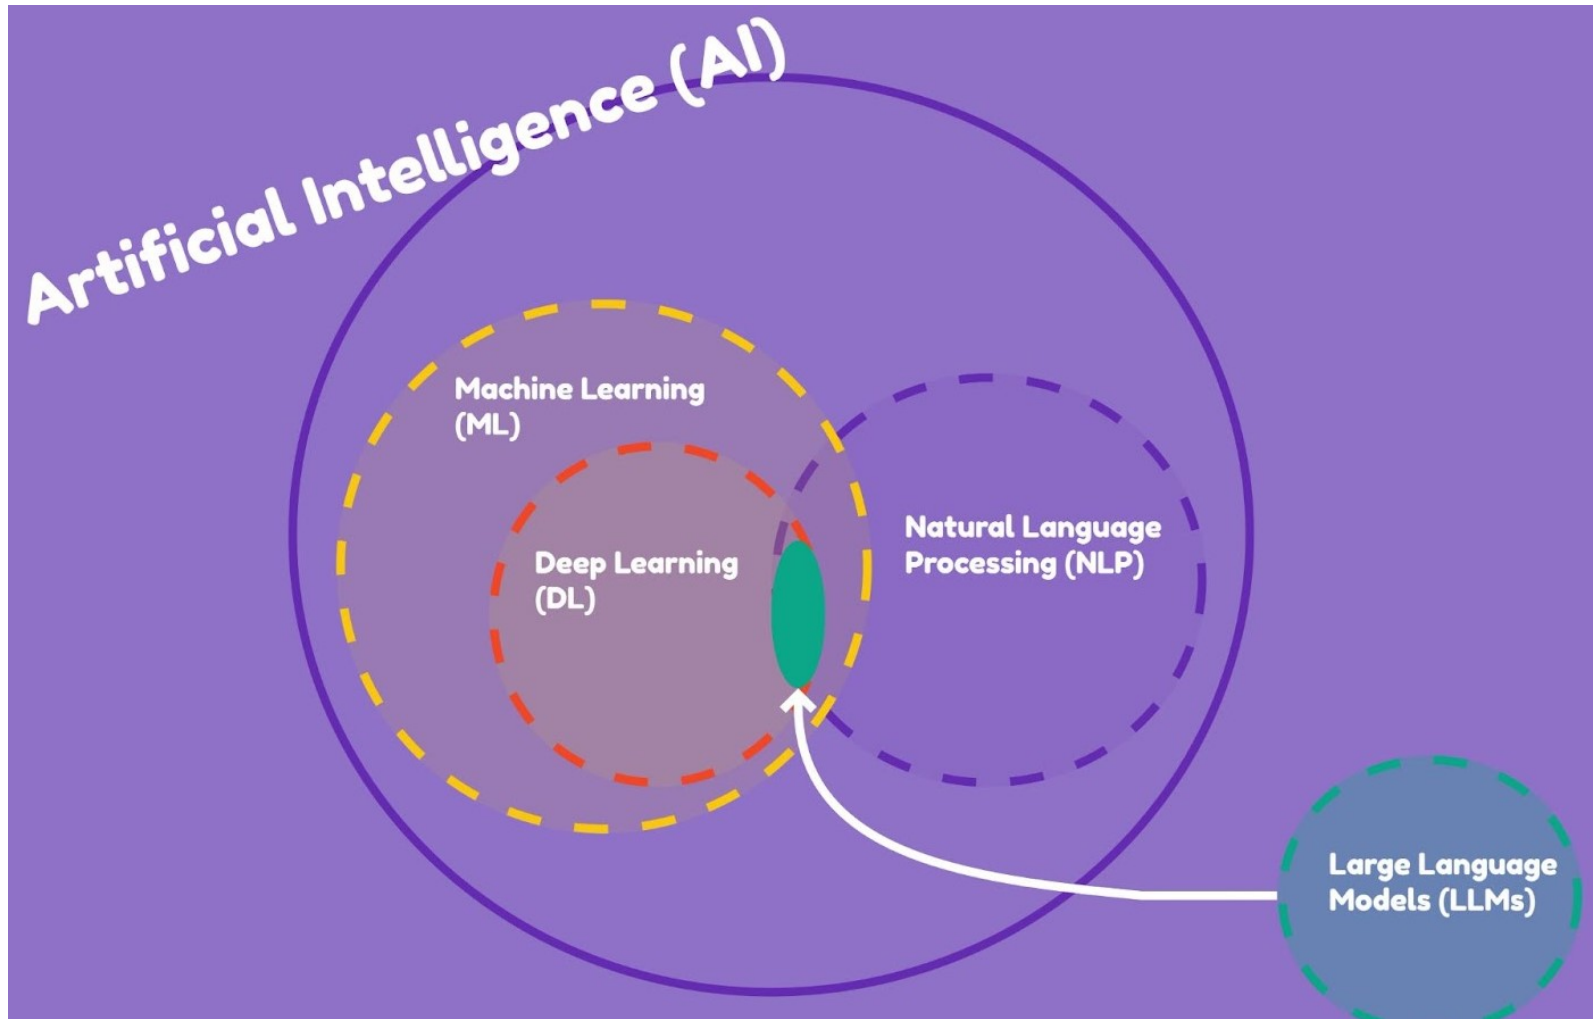 Artificial Intelligence (AI)
Machine Learning
(ML)
Deep Learning
(DL)
Natural Language
Processing (NLP)
Large Language
Models (LLMs)